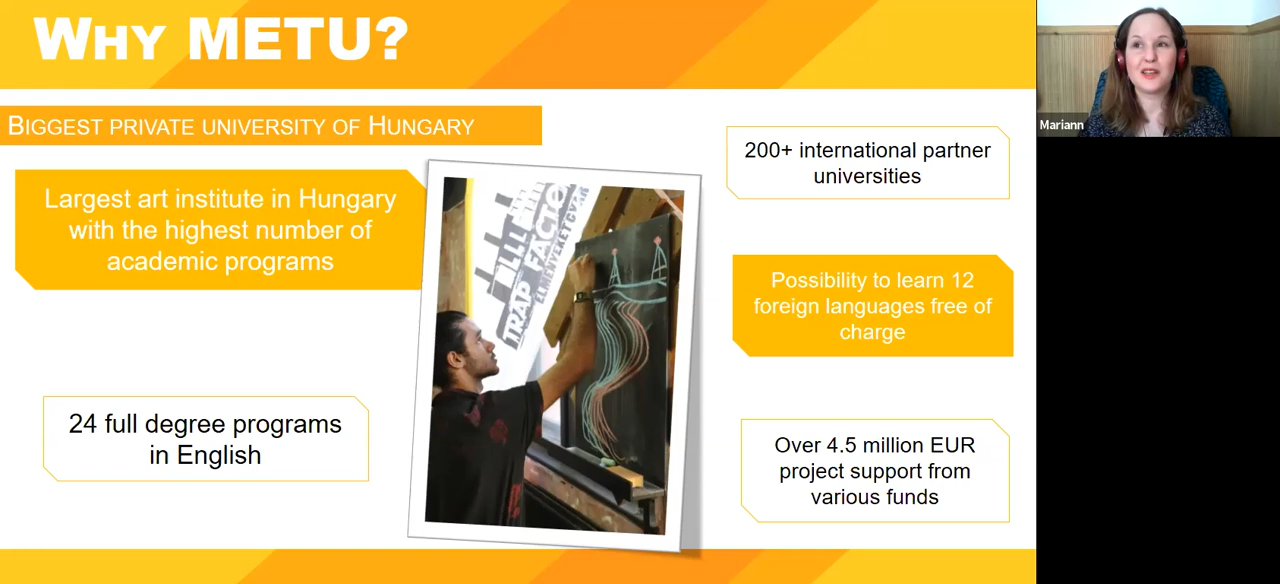 WHY METU?
BIGGEST PRIVATE UNIVERSITY OF HUNGARY
Largest art institute in Hungary
with the highest number of
academic programs
24 full degree programs
in English
TRAP FACTO
ÉLMÉNYEKET GYÁR
200+ international partner
universities
Possibility to learn 12
foreign languages free of
charge
Over 4.5 million EUR
project support from
various funds
Mariann